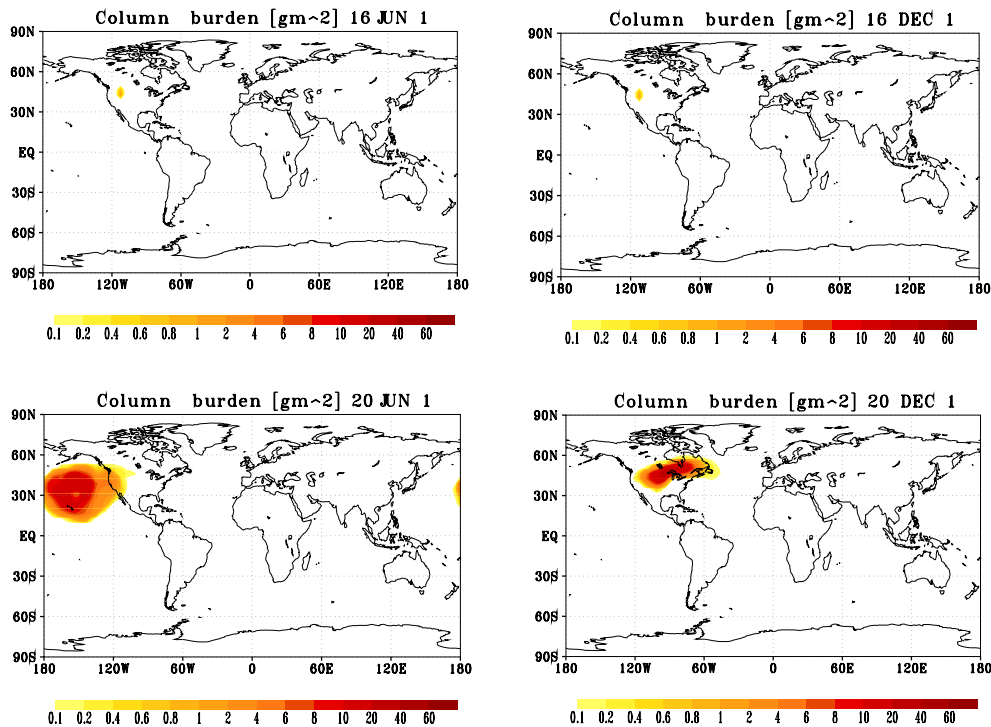 Column burden [gm^2] 16 JUN 1
90N
60N
30N
EQ
30S
60S
90S
180 120W 60W 0 60E 120E 180
0.1 0.2 0.4 0.6 0.8 1 2 4 6 8 10 20 40 60
Column burden [gm^2] 16 DEC 1
90N
60N
30N
EQ
30S
60S
90S
180 120W 60W 0 60E 120E 180
0.1 0.2 0.4 0.6 0.8 1 2 4 6 8 10 20 40 60
Column burden [gm^2] 20 JUN 1
90N
60N
30N
EQ
30S
60S
90S
180 120W 60W 0 60E 120E 180
0.1 0.2 0.4 0.6 0.8 1 2 4 6 8 10 20 40 60
Column burden [gm^2] 20 DEC 1
90N
60N
30N
EQ
30S
60S
90S
180 120W 60W 0 60E 120E 180
0.1 0.2 0.4 0.6 0.8 1 2 4 6 8 10 20 40 60